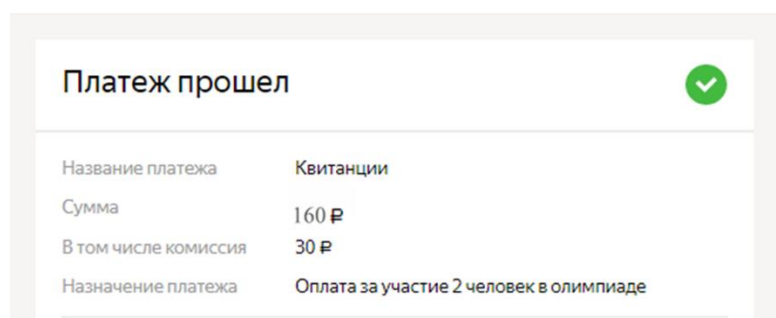 Платеж прошел
Название платежа Квитанции
Сумма 160 ₽
В том числе комиссия 30 ₽
Назначение платежа Оплата за участие 2 человек в олимпиаде